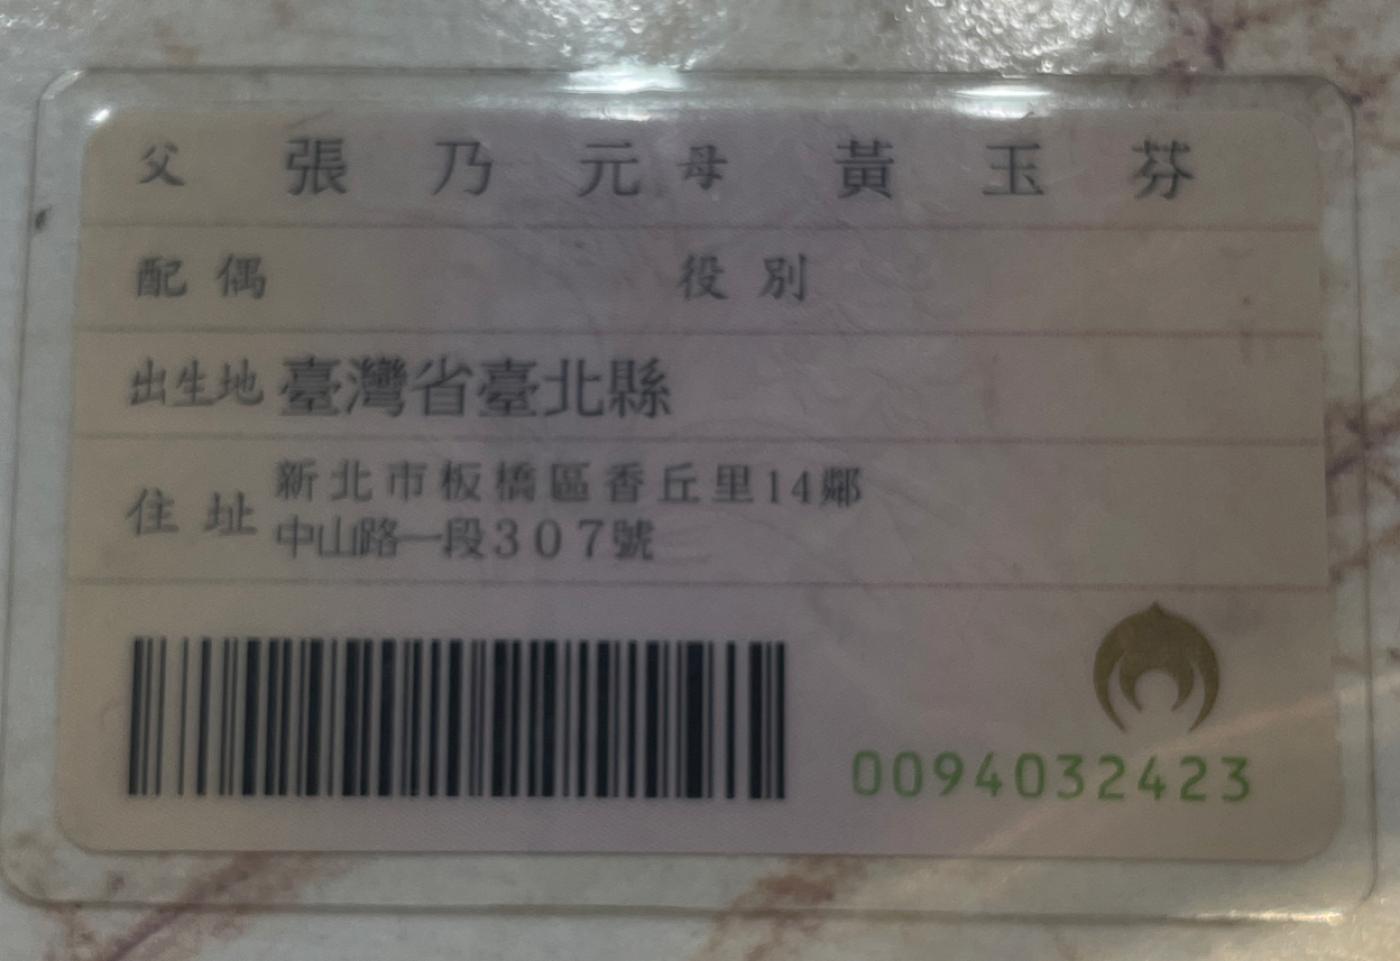 父 張乃元 母 黃玉芬
配偶 役別
出生地 臺灣省臺北縣
住址 新北市板橋區香丘里14鄰
中山路一段307號
0094032423